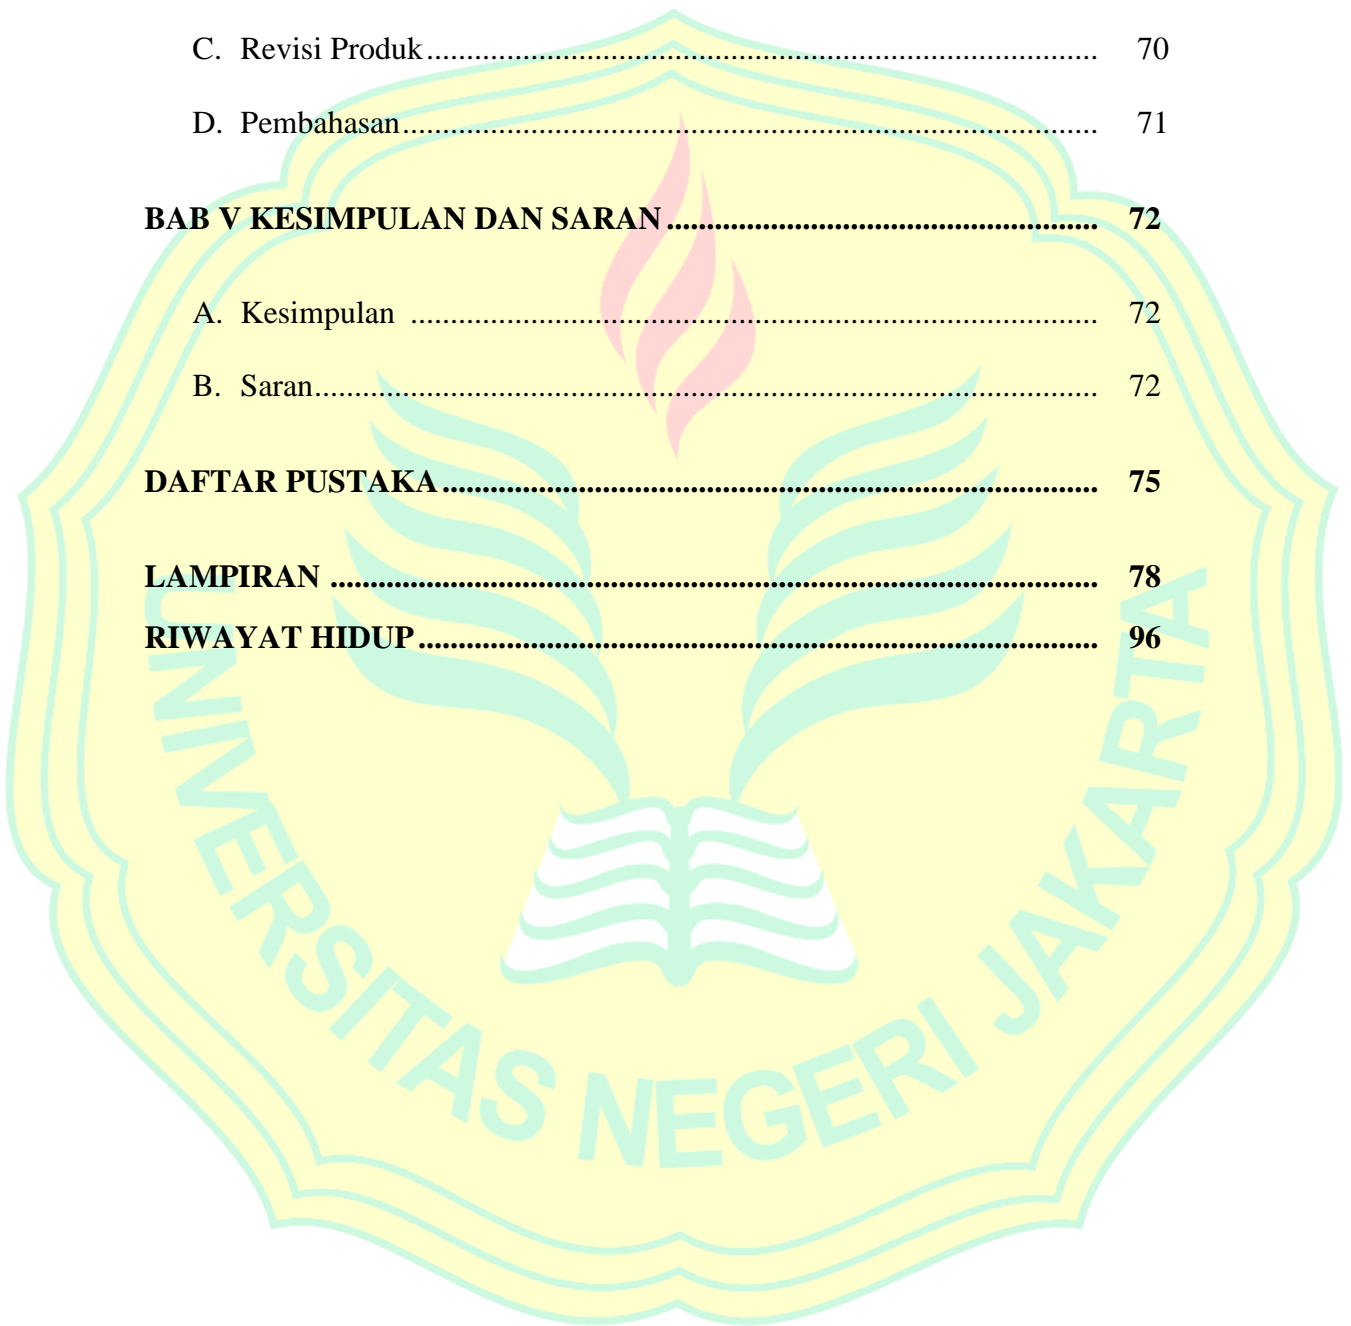 C. Revisi Produk.................................................................................... 70
D. Pembahasan....................................................................................... 71
BAB V KESIMPULAN DAN SARAN ...................................................... 72
A. Kesimpulan ...................................................................................... 72
B. Saran.................................................................................................. 72
DAFTAR PUSTAKA .................................................................................. 75
LAMPIRAN ................................................................................................ 78
RIWAYAT HIDUP ..................................................................................... 96
UNIVERSITAS NEGERI JAKARTA